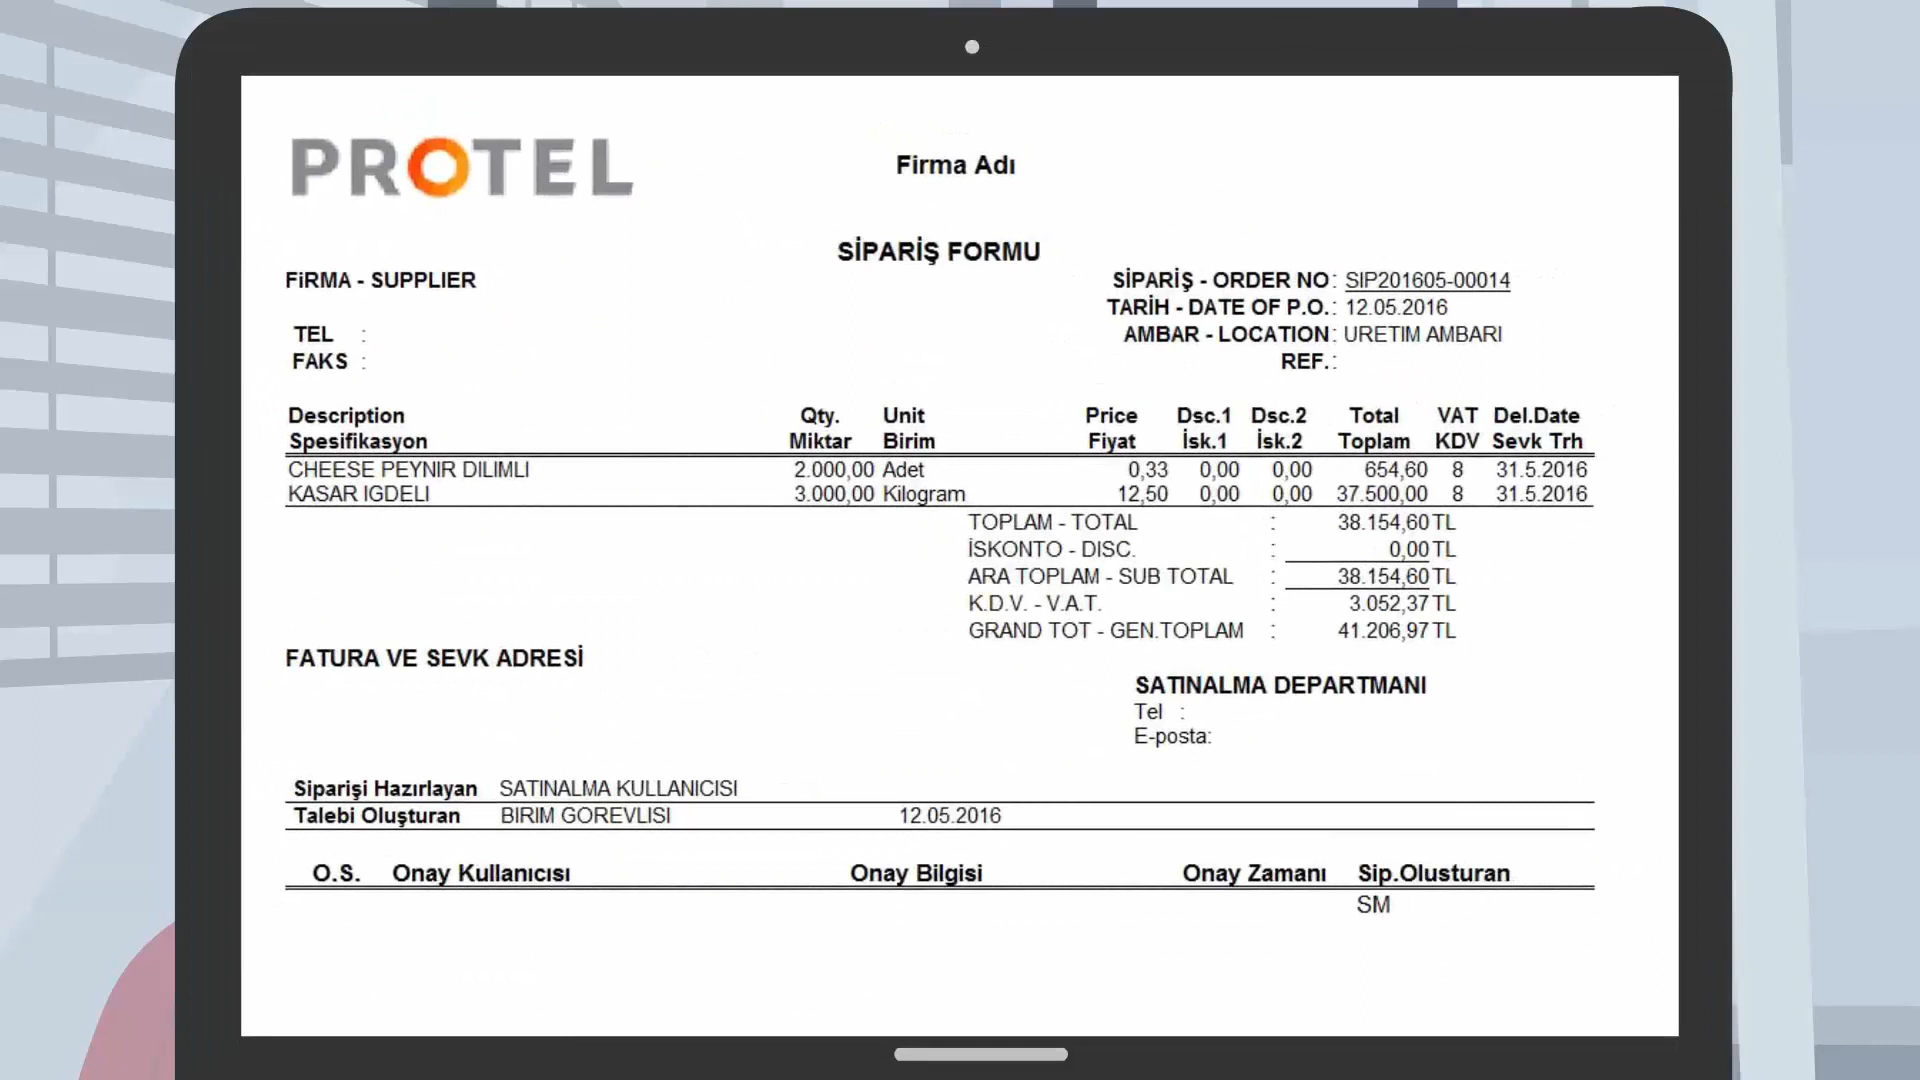 PROTEL
Firma Adı
SİPARİŞ FORMU
FiRMA - SUPPLIER
SİPARİŞ - ORDER NO : SIP201605-00014
TARİH - DATE OF P.O. : 12.05.2016
TEL : AMBAR - LOCATION : URETIM AMBARI
FAKS : REF. :
Description Qty. Unit Price Dsc.1 Dsc.2 Total VAT Del.Date
Spesifikasyon Miktar Birim Fiyat İsk.1 İsk.2 Toplam KDV Sevk Trh
CHEESE PEYNIR DILIMLI 2.000,00 Adet 0,33 0,00 0,00 654,60 8 31.5.2016
KASAR IGDELI 3.000,00 Kilogram 12,50 0,00 0,00 37.500,00 8 31.5.2016
TOPLAM - TOTAL : 38.154,60 TL
İSKONTO - DISC. : 0,00 TL
ARA TOPLAM - SUB TOTAL : 38.154,60 TL
K.D.V. - V.A.T. : 3.052,37 TL
GRAND TOT - GEN.TOPLAM : 41.206,97 TL
FATURA VE SEVK ADRESİ
SATINALMA DEPARTMANI
Tel :
E-posta:
Siparişi Hazırlayan SATINALMA KULLANICISI
Talebi Oluşturan BIRIM GOREVLISI 12.05.2016
O.S. Onay Kullanıcısı Onay Bilgisi Onay Zamanı Sip.Olusturan
SM